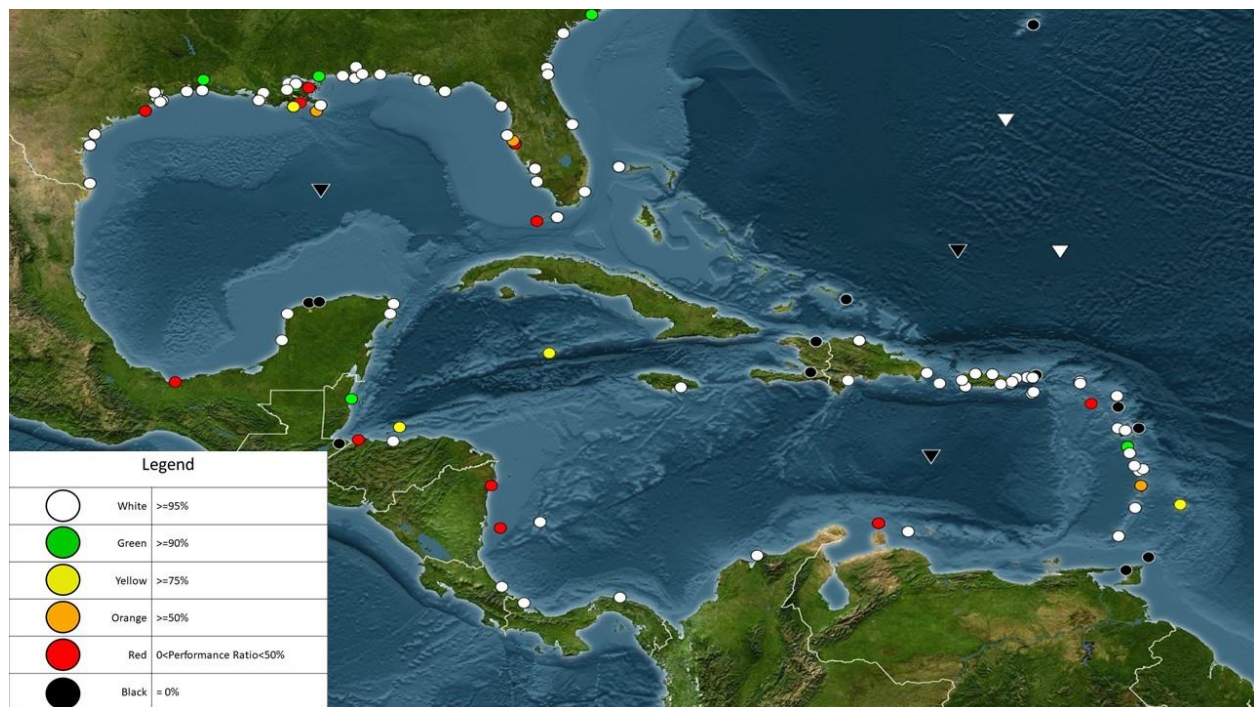 Legend
White >=95%
Green >=90%
Yellow >=75%
Orange >=50%
Red 0<Performance Ratio<50%
Black = 0%